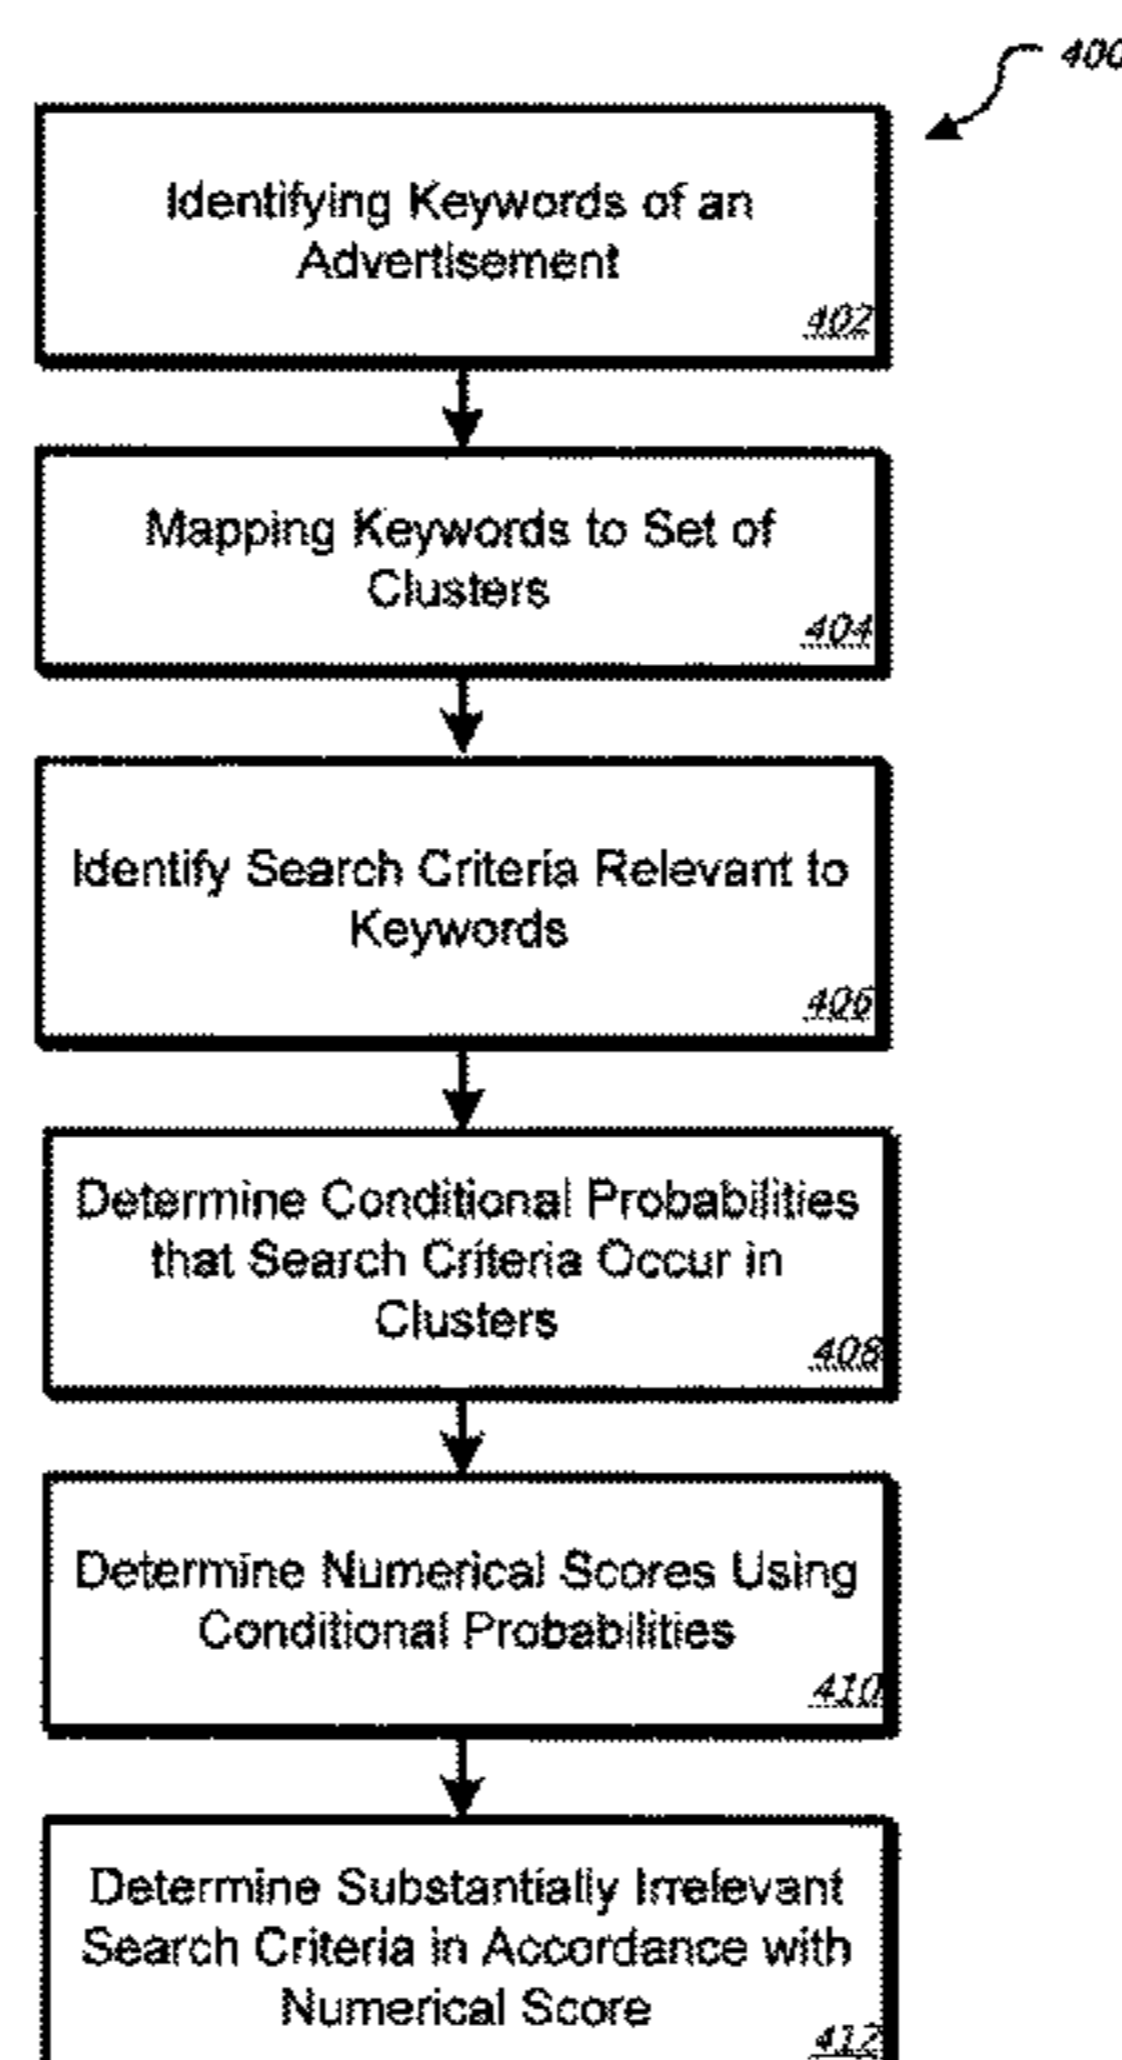 400
Identifying Keywords of an
Advertisement
402
Mapping Keywords to Set of
Clusters
404
Identify Search Criteria Relevant to
Keywords
406
Determine Conditional Probabilities
that Search Criteria Occur in
Clusters
408
Determine Numerical Scores Using
Conditional Probabilities
410
Determine Substantially Irrelevant
Search Criteria in Accordance with
Numerical Score
412